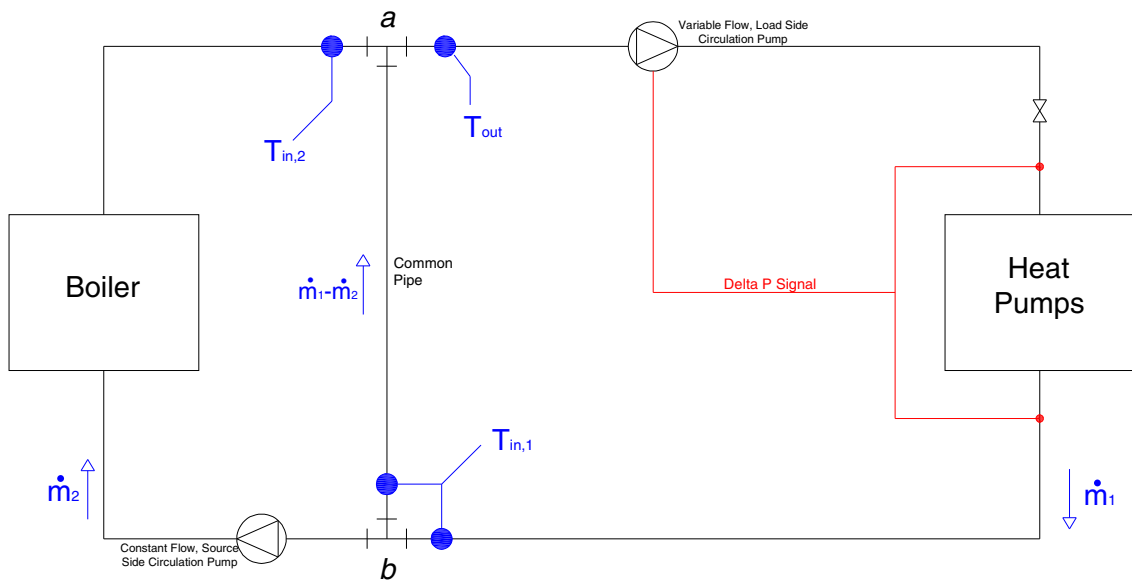 a
Variable Flow, Load Side
Circulation Pump
Tin,2
Tout
Boiler
ṁ1-ṁ2
Common
Pipe
Delta P Signal
Heat
Pumps
Tin,1
ṁ2
ṁ1
Constant Flow, Source
Side Circulation Pump
b